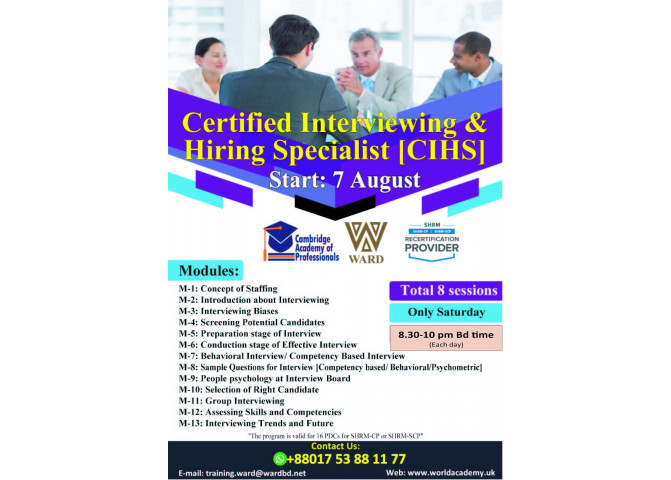 Certified Interviewing &
Hiring Specialist [CIHS]
Start: 7 August
Cambridge
Academy of
Professionals
WARD
SHRM
SHRM-CP | SHRM-SCP
RECERTIFICATION
PROVIDER
Modules:
M-1: Concept of Staffing
M-2: Introduction about Interviewing
M-3: Interviewing Biases
M-4: Screening Potential Candidates
M-5: Preparation stage of Interview
M-6: Conduction stage of Effective Interview
M-7: Behavioral Interview/ Competency Based Interview
M-8: Sample Questions for Interview [Competency based/ Behavioral/Psychometric]
M-9: People psychology at Interview Board
M-10: Selection of Right Candidate
M-11: Group Interviewing
M-12: Assessing Skills and Competencies
M-13: Interviewing Trends and Future
Total 8 sessions
Only Saturday
8.30-10 pm Bd time
(Each day)
"The program is valid for 16 PDCs for SHRM-CP or SHRM-SCP"
Contact Us:
+88017 53 88 11 77
E-mail: training.ward@wardbd.net
Web: www.worldacademy.uk